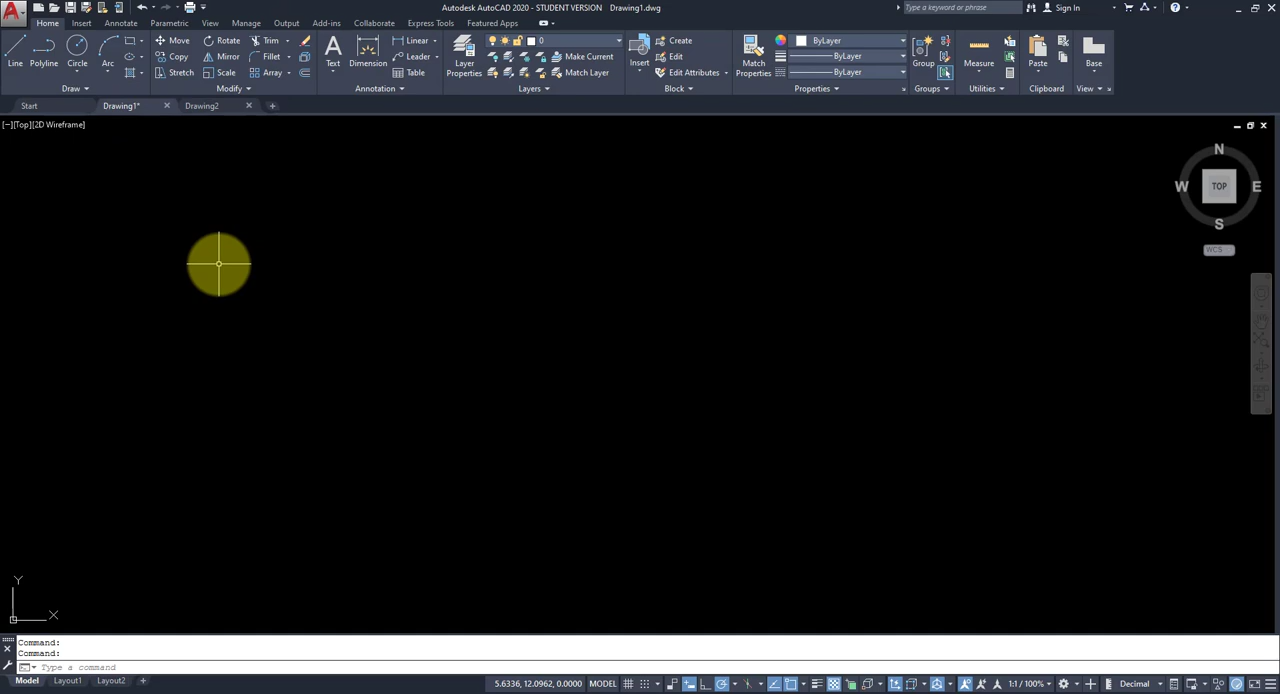 Autodesk AutoCAD 2020 - STUDENT VERSION Drawing1.dwg
Type a keyword or phrase
Sign In
Home Insert Annotate Parametric View Manage Output Add-ins Collaborate Express Tools Featured Apps
Line Polyline Circle Arc
Move Rotate Trim
Copy Mirror Fillet
Stretch Scale Array
Text Dimension
Linear
Leader
Table
Layer
Properties
0
Make Current
Match Layer
Insert
Create
Edit
Edit Attributes
Match
Properties
ByLayer
ByLayer
ByLayer
Group
Measure
Paste
Base
Draw Modify Annotation Layers Block Properties Groups Utilities Clipboard View
Start Drawing1* Drawing2
[−][Top][2D Wireframe]
N
W TOP E
S
WCS
Y
X
Command:
Command:
Type a command
Model Layout1 Layout2
5.6336, 12.0962, 0.0000 MODEL
1:1 / 100%
Decimal